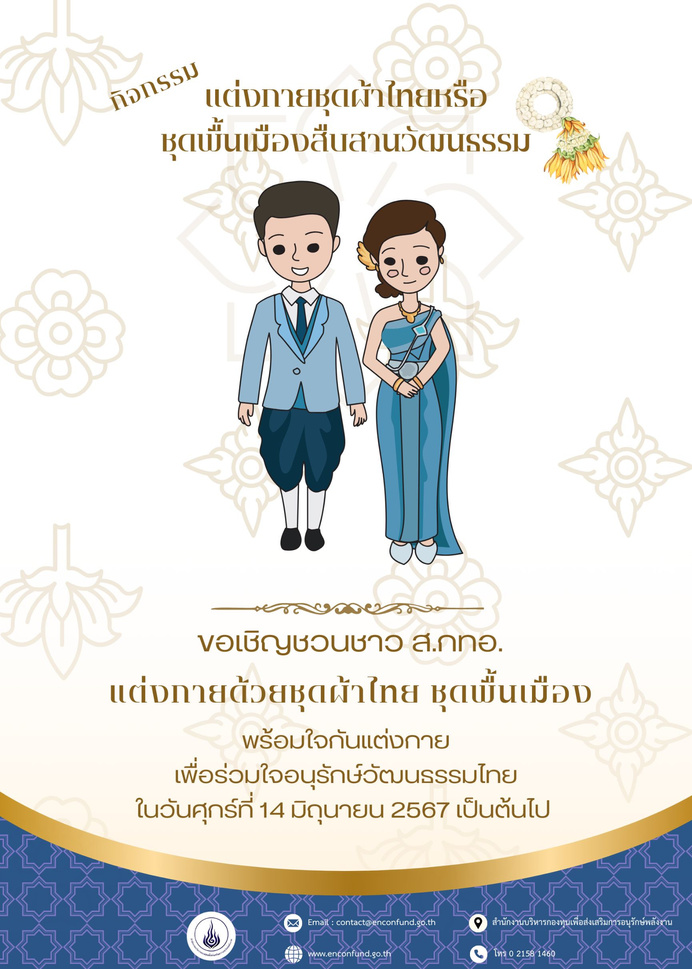 กิจกรรม
แต่งกายชุดผ้าไทยหรือ
ชุดพื้นเมืองสืบสานวัฒนธรรม
ขอเชิญชวนชาว ส.กทอ.
แต่งกายด้วยชุดผ้าไทย ชุดพื้นเมือง
พร้อมใจกันแต่งกาย
เพื่อร่วมใจอนุรักษ์วัฒนธรรมไทย
ในวันศุกร์ที่ 14 มิถุนายน 2567 เป็นต้นไป
Email : contact@enconfund.go.th
สำนักงานบริหารกองทุนเพื่อส่งเสริมการอนุรักษ์พลังงาน
www.enconfund.go.th
โทร 0 2158 1460